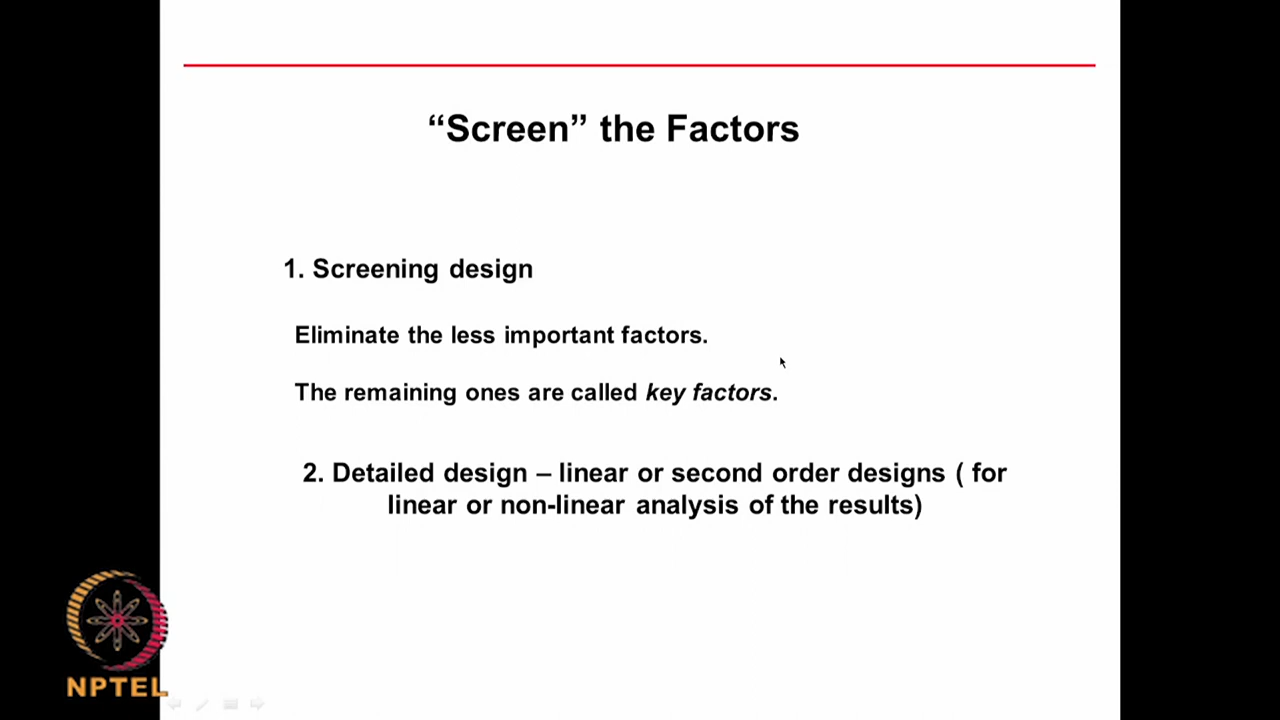 “Screen” the Factors
1. Screening design
Eliminate the less important factors.
The remaining ones are called key factors.
2. Detailed design – linear or second order designs ( for
linear or non-linear analysis of the results)
NPTEL